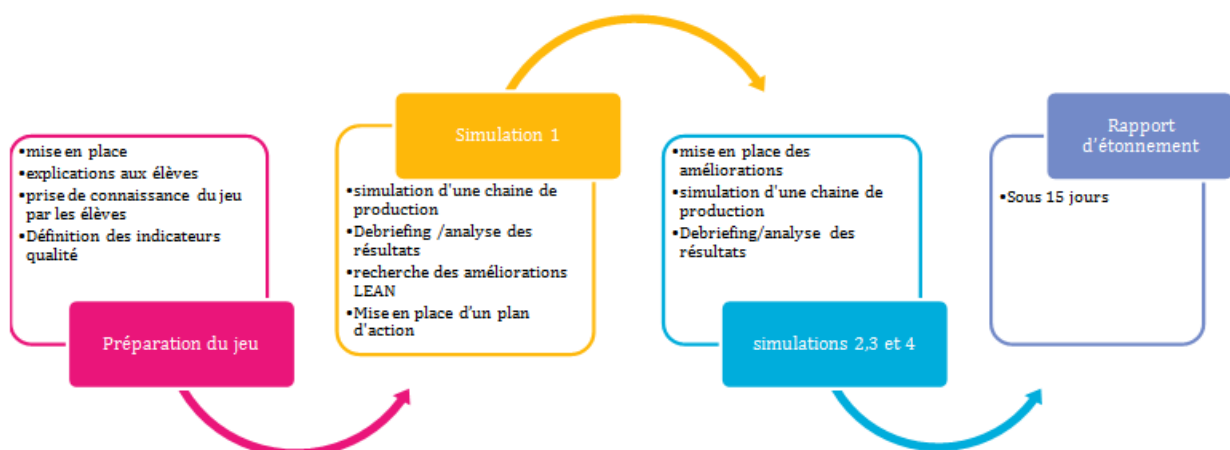 •mise en place
•explications aux élèves
•prise de connaissance du jeu
par les élèves
•Définition des indicateurs
qualité
Préparation du jeu
Simulation 1
•simulation d'une chaine de
production
•Debriefing /analyse des
résultats
•recherche des améliorations
LEAN
•Mise en place d'un plan
d'action
•mise en place des
améliorations
•simulation d'une chaine de
production
•Debriefing/analyse des
résultats
simulations 2,3 et 4
Rapport
d'étonnement
•Sous 15 jours